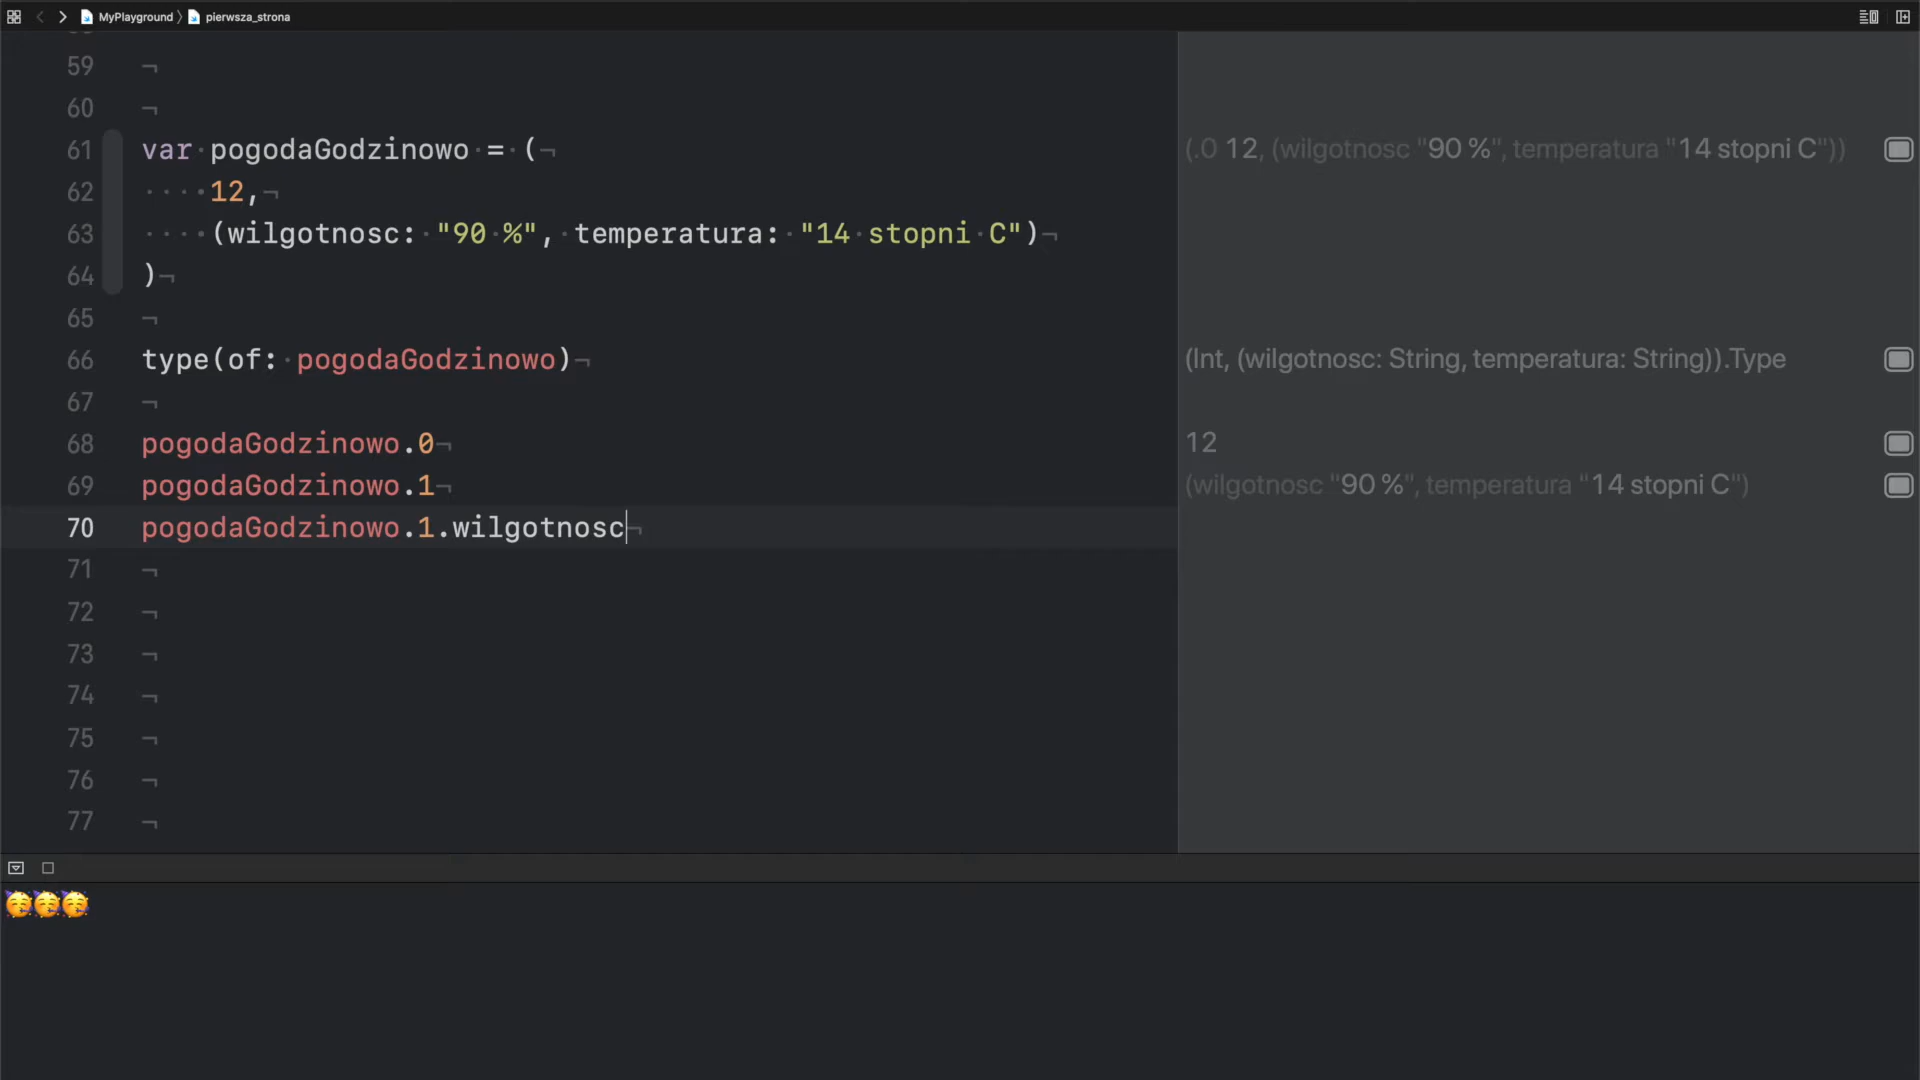 MyPlayground 〉 pierwsza_strona
59 ¬
60 ¬
61 var·pogodaGodzinowo·=·(¬ (.0 12, (wilgotnosc "90 %", temperatura "14 stopni C"))
62 ····12,¬
63 ····(wilgotnosc:·"90·%",·temperatura:·"14·stopni·C")¬
64 )¬
65 ¬
66 type(of:·pogodaGodzinowo)¬ (Int, (wilgotnosc: String, temperatura: String)).Type
67 ¬
68 pogodaGodzinowo.0¬ 12
69 pogodaGodzinowo.1¬ (wilgotnosc "90 %", temperatura "14 stopni C")
70 pogodaGodzinowo.1.wilgotnosc¬
71 ¬
72 ¬
73 ¬
74 ¬
75 ¬
76 ¬
77 ¬
🥳🥳🥳